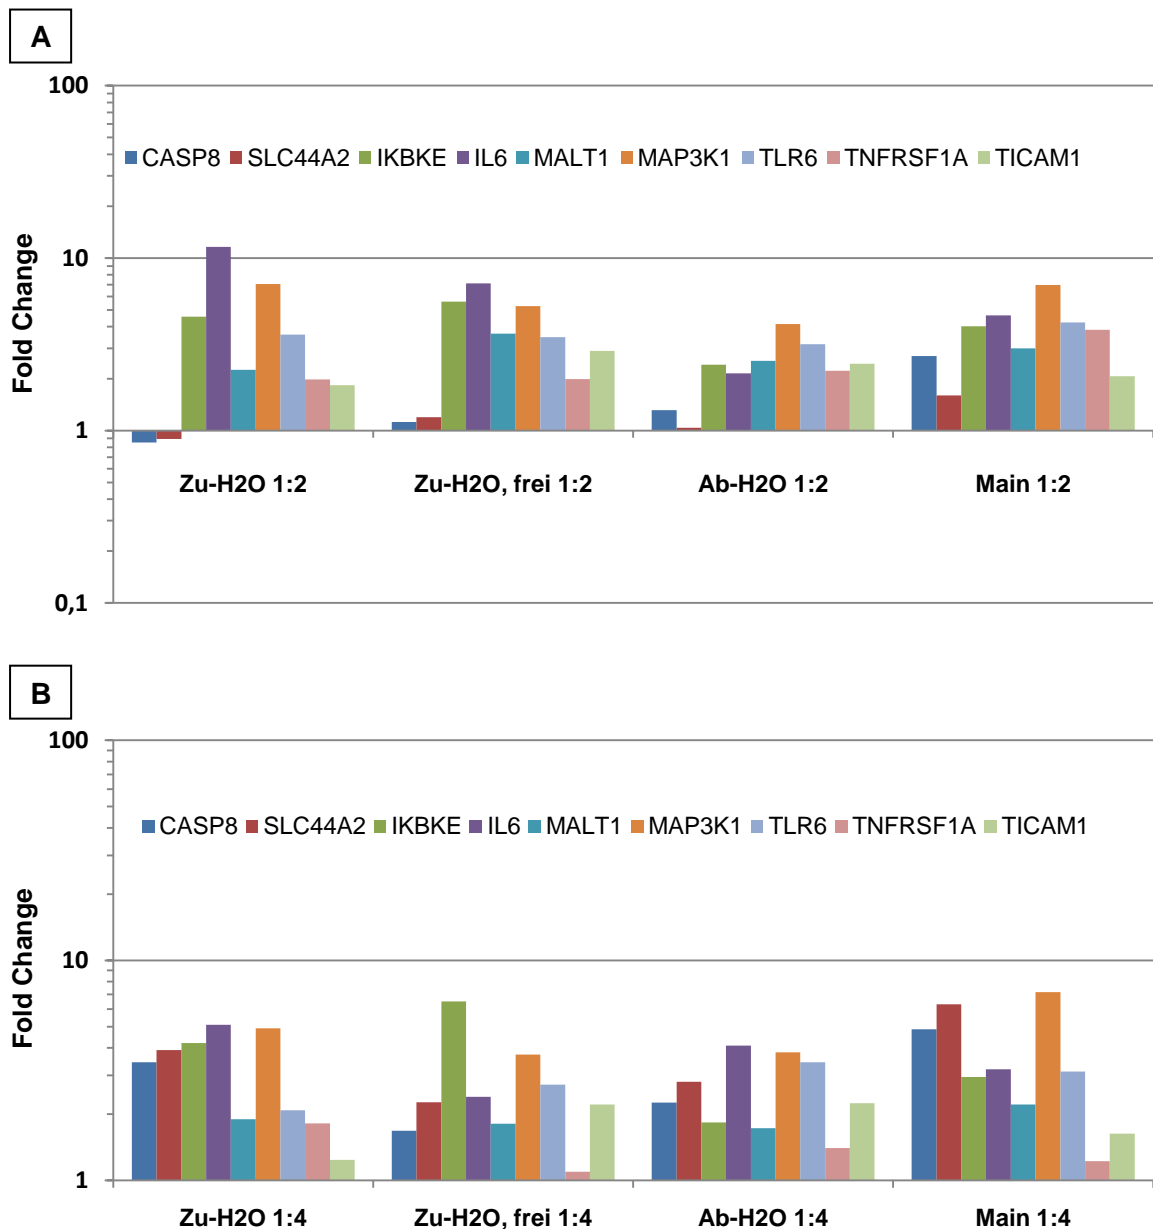 A
100
CASP8 SLC44A2 IKBKE IL6 MALT1 MAP3K1 TLR6 TNFRSF1A TICAM1
Fold Change
10
1
Zu-H2O 1:2 Zu-H2O, frei 1:2 Ab-H2O 1:2 Main 1:2
0,1
B
100
CASP8 SLC44A2 IKBKE IL6 MALT1 MAP3K1 TLR6 TNFRSF1A TICAM1
Fold Change
10
1
Zu-H2O 1:4 Zu-H2O, frei 1:4 Ab-H2O 1:4 Main 1:4